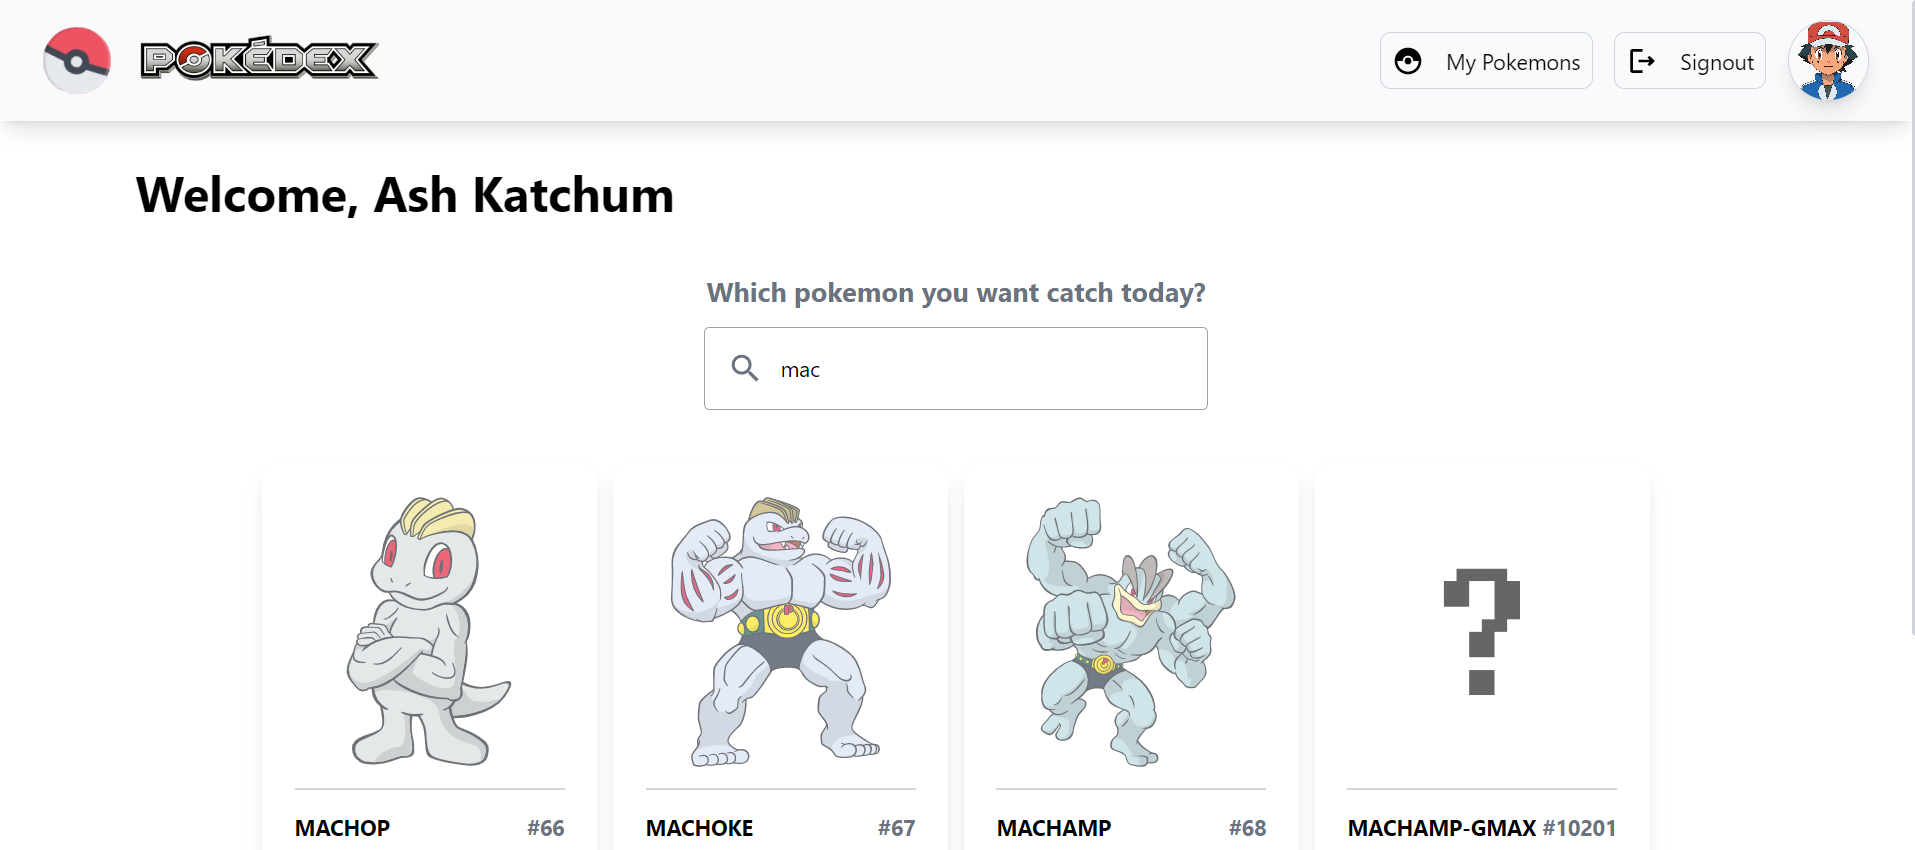 POKÉDEX
My Pokemons
Signout
Welcome, Ash Katchum
Which pokemon you want catch today?
mac
MACHOP #66
MACHOKE #67
MACHAMP #68
MACHAMP-GMAX #10201